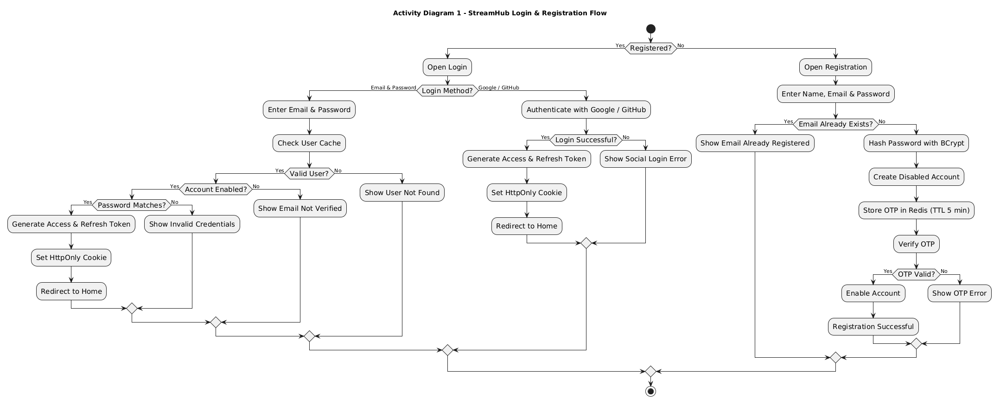 Activity Diagram 1 - StreamHub Login & Registration Flow
Yes
Registered?
No
Open Login
Open Registration
Email & Password
Login Method?
Google / GitHub
Enter Name, Email & Password
Enter Email & Password
Authenticate with Google / GitHub
Yes
Email Already Exists?
No
Check User Cache
Yes
Login Successful?
No
Show Email Already Registered
Hash Password with BCrypt
Generate Access & Refresh Token
Show Social Login Error
Yes
Valid User?
No
Create Disabled Account
Yes
Account Enabled?
No
Show User Not Found
Set HttpOnly Cookie
Yes
Password Matches?
No
Show Email Not Verified
Store OTP in Redis (TTL 5 min)
Generate Access & Refresh Token
Show Invalid Credentials
Redirect to Home
Verify OTP
Set HttpOnly Cookie
Yes
OTP Valid?
No
Redirect to Home
Enable Account
Show OTP Error
Registration Successful